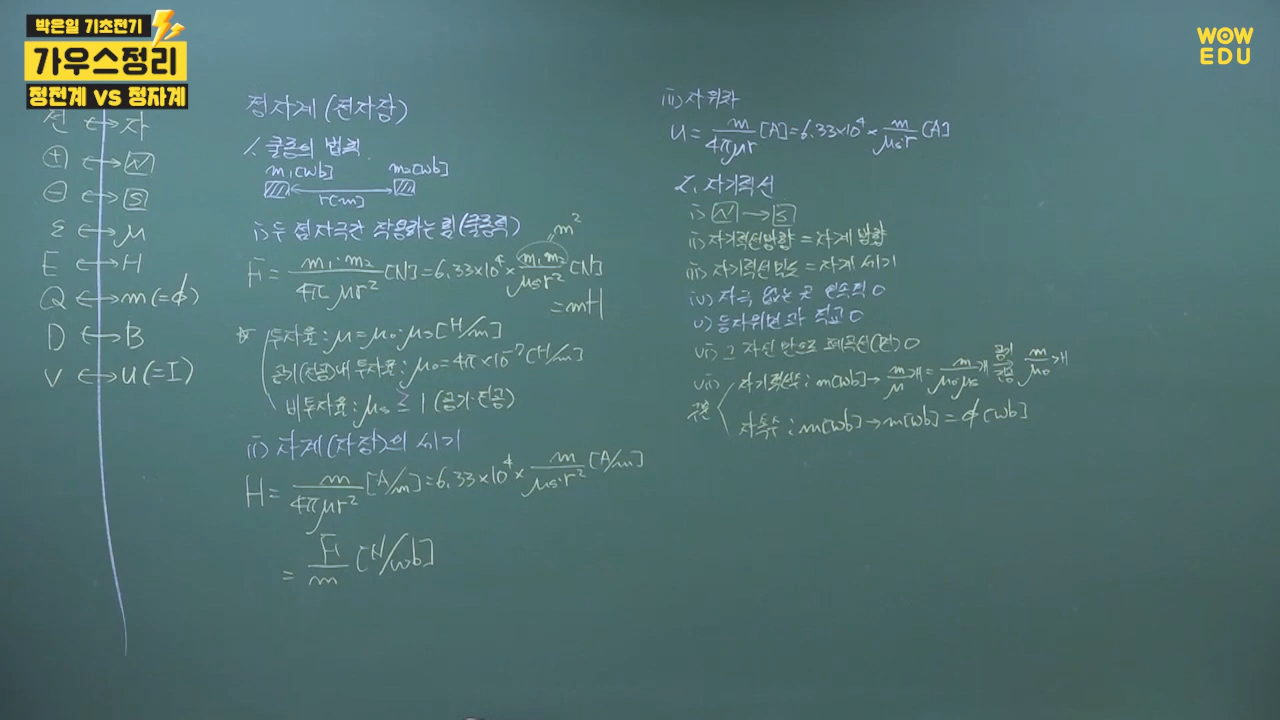 박은일 기초전기
가우스정리
정전계 vs 정자계
WOW
EDU
전 ↔ 자
⊕ ↔ N
⊖ ↔ S
ε ↔ μ
E ↔ H
Q ↔ m(=ϕ)
D ↔ B
V ↔ U(=I)
정자계(전자장)
1. 쿨롱의 법칙
m₁[wb] m₂[wb]
r[m]
i) 두 점자극간 작용하는 힘(쿨롱력)
F = m₁·m₂/4πμr² [N] = 6.33×10⁴ × m₁m₂/μs r² [N]
m²
= mH
☆ 투자율 : μ = μ₀·μs [H/m]
공기(진공)내 투자율 : μ₀ = 4π×10⁻⁷ [H/m]
비투자율 : μs ≥ 1 (공기·진공)
ii) 자계(자장)의 세기
H = m/4πμr² [A/m] = 6.33×10⁴ × m/μs·r² [A/m]
= F/m [N/wb]
iii) 자위차
U = m/4πμr [A] = 6.33×10⁴ × m/μs·r [A]
2. 자기력선
i) N → S
ii) 자기력선방향 = 자계 방향
iii) 자기력선밀도 = 자계 세기
iv) 자극 없는 곳 연속적 O
v) 등자위면과 직교 O
vi) 그 자신 만으로 폐곡선(면) O
vii) 자기력선수 : m[wb] → m/μ 개 = m/μ₀μs 개 공기 진공 m/μ₀ 개
구분
자속수 : m[wb] → m[wb] = ϕ[wb]